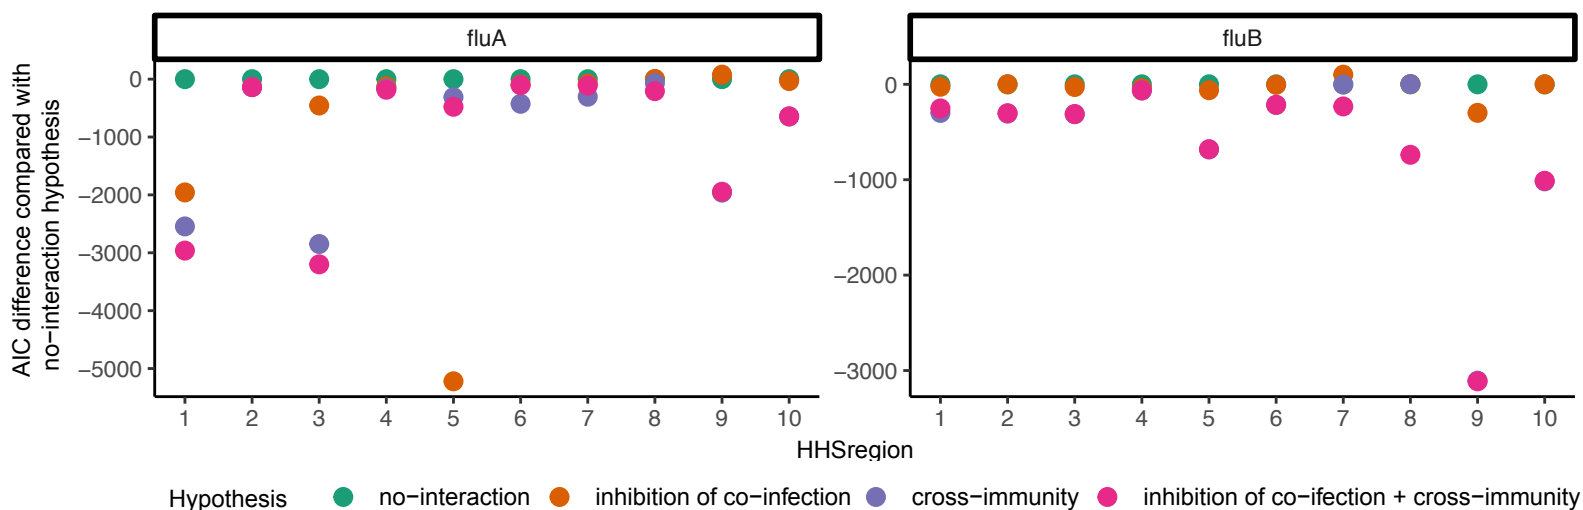 fluA
fluB
AIC difference compared with
no−interaction hypothesis
0
−1000
−2000
−3000
−4000
−5000
0
−1000
−2000
−3000
1 2 3 4 5 6 7 8 9 10
1 2 3 4 5 6 7 8 9 10
HHSregion
Hypothesis no−interaction inhibition of co−infection cross−immunity inhibition of co−ifection + cross−immunity